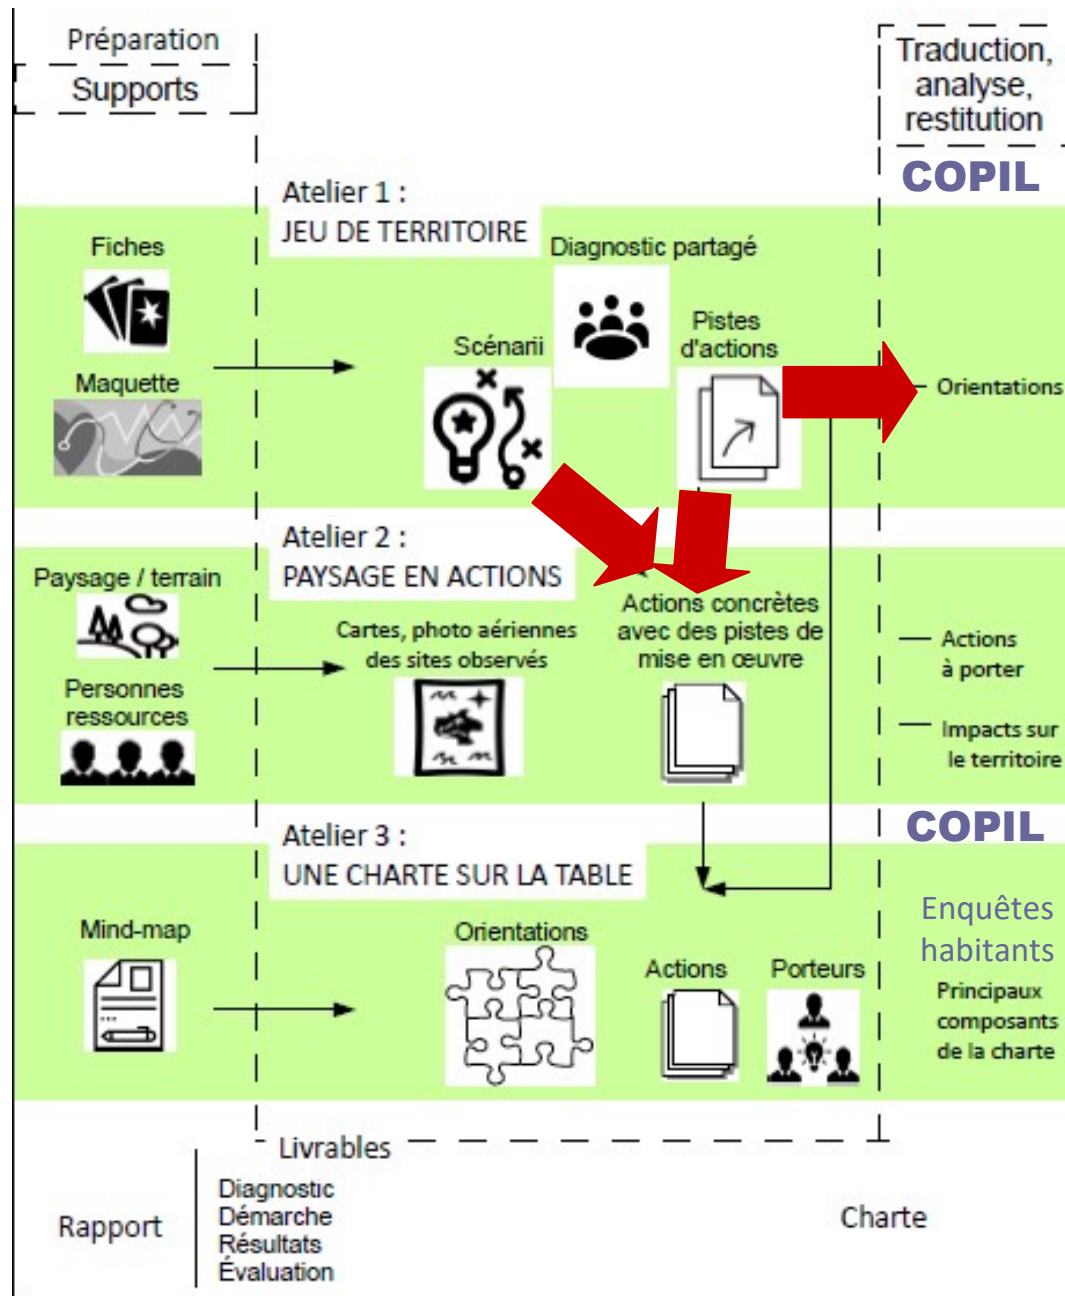 Préparation
Supports
Traduction,
analyse,
restitution
COPIL
Atelier 1 :
JEU DE TERRITOIRE
Fiches
Maquette
Diagnostic partagé
Scénarii
Pistes
d'actions
Orientations
Atelier 2 :
PAYSAGE EN ACTIONS
Paysage / terrain
Personnes
ressources
Cartes, photo aériennes
des sites observés
Actions concrètes
avec des pistes de
mise en œuvre
Actions
à porter
Impacts sur
le territoire
COPIL
Atelier 3 :
UNE CHARTE SUR LA TABLE
Mind-map
Orientations
Actions
Porteurs
Enquêtes
habitants
Principaux
composants
de la charte
Livrables
Rapport
Diagnostic
Démarche
Résultats
Évaluation
Charte